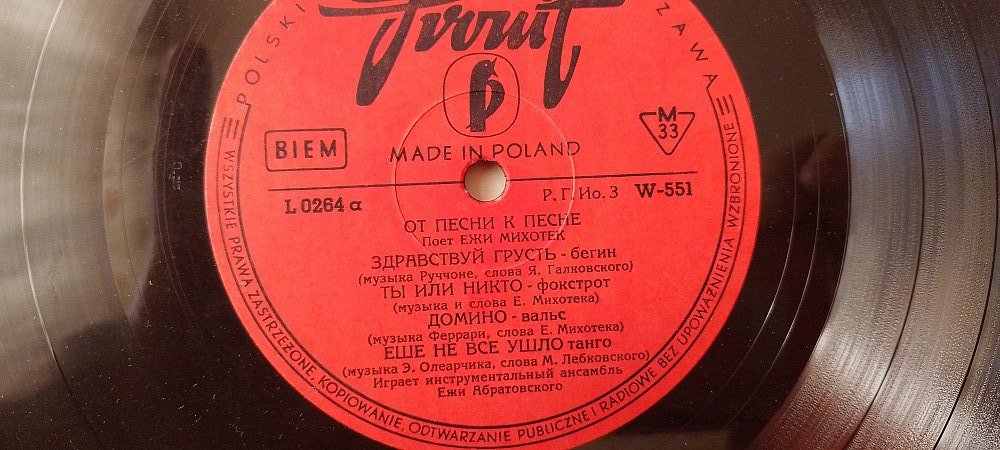 POLSKI
ZAWA
Pronit
P
BIEM
MADE IN POLAND
M
33
L 0264 a
Р. Г. Ио. 3 W-551
ОТ ПЕСНИ К ПЕСНЕ
Поет ЕЖИ МИХОТЕК
ЗДРАВСТВУЙ ГРУСТЬ - бегин
(музыка Руччоне, слова Я. Галковского)
ТЫ ИЛИ НИКТО - фокстрот
(музыка и слова Е. Михотека)
ДОМИНО - вальс
(музыка Феррари, слова Е. Михотека)
ЕШЕ НЕ ВСЕ УШЛО танго
(музыка Э. Олеарчика, слова М. Лебковского)
Играет инструментальный ансамбль
Ежи Абратовского
WSZYSTKIE PRAWA ZASTRZEŻONE, KOPIOWANIE, ODTWARZANIE PUBLICZNE I RADIOWE BEZ UPOWAŻNIENIA WZBRONIONE